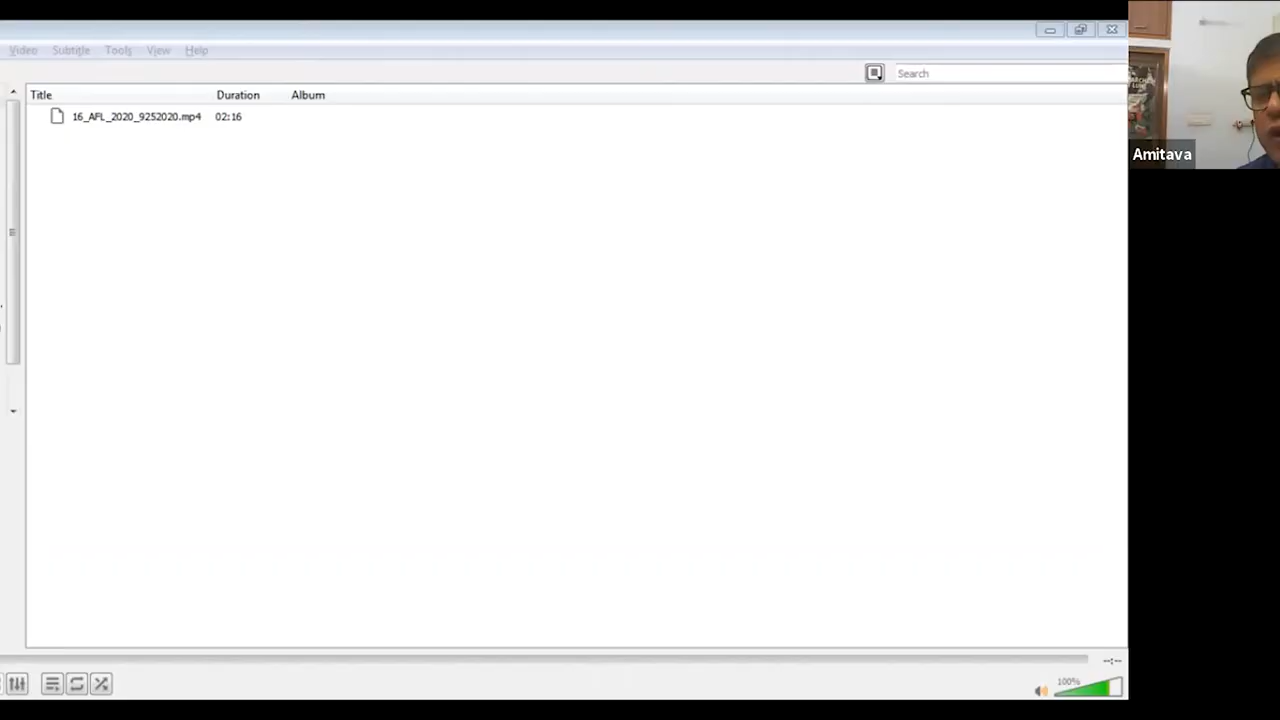 Video Subtitle Tools View Help
Search
Title Duration Album
16_AFL_2020_9252020.mp4 02:16
Amitava
--:--
100%